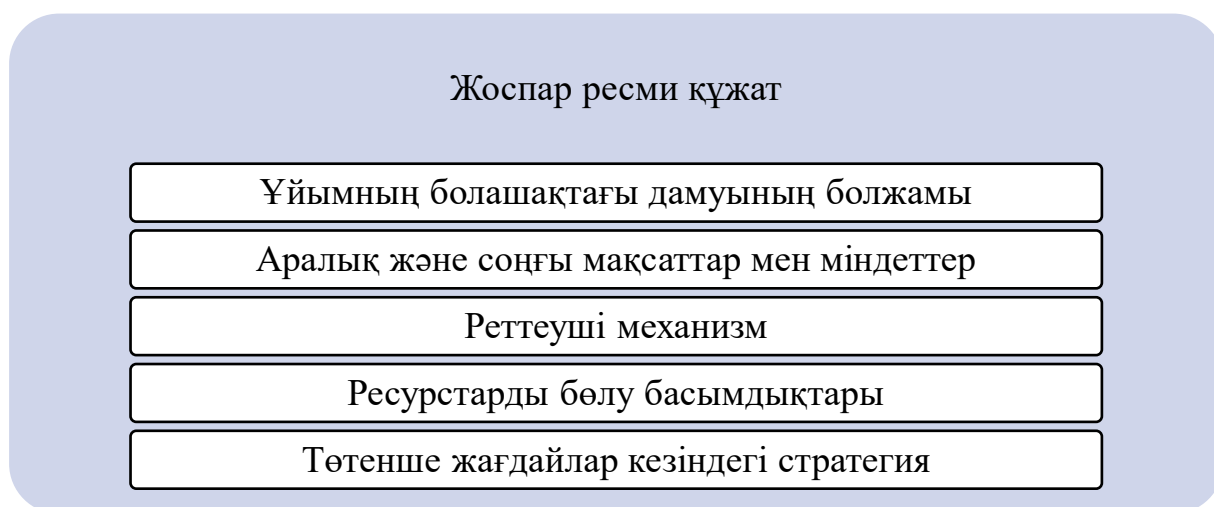 Жоспар ресми құжат
Ұйымның болашақтағы дамуының болжамы
Аралық және соңғы мақсаттар мен міндеттер
Реттеуші механизм
Ресурстарды бөлу басымдықтары
Төтенше жағдайлар кезіндегі стратегия